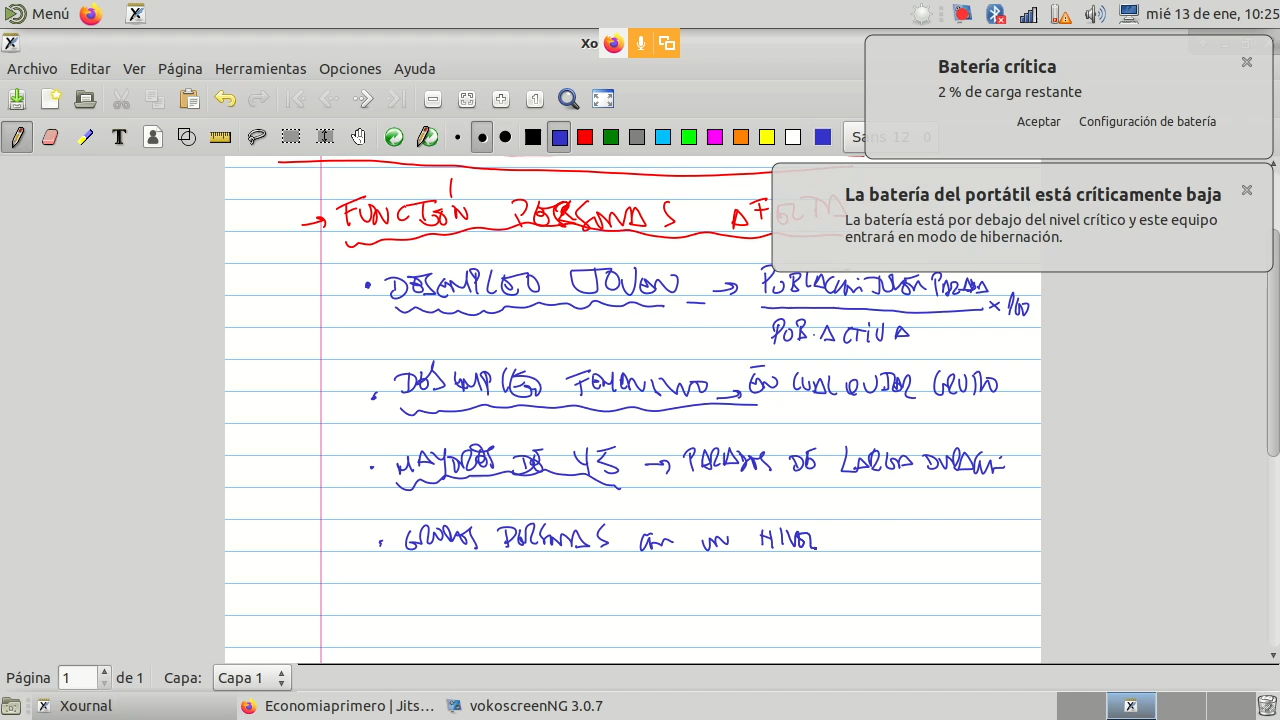 Menú mié 13 de ene, 10:25
Xo
Archivo Editar Ver Página Herramientas Opciones Ayuda
Batería crítica
2 % de carga restante
Aceptar Configuración de batería
Sans 12 0
La batería del portátil está críticamente baja
La batería está por debajo del nivel crítico y este equipo
entrará en modo de hibernación.
→ FUNCIÓN PERSONAS AFECTA
• DESEMPLEO JOVEN → POBLACIÓN JOVEN PARADA × 100
POB. ACTIVA
• DESEMPLEO FEMENINO → EN CUALQUIER GRUPO
• MAYORES DE 45 → PARADOS DE LARGA DURACI
• GRUPOS PERSONAS CON UN NIVEL
Página 1 de 1 Capa: Capa 1
Xournal Economiaprimero | Jits... vokoscreenNG 3.0.7